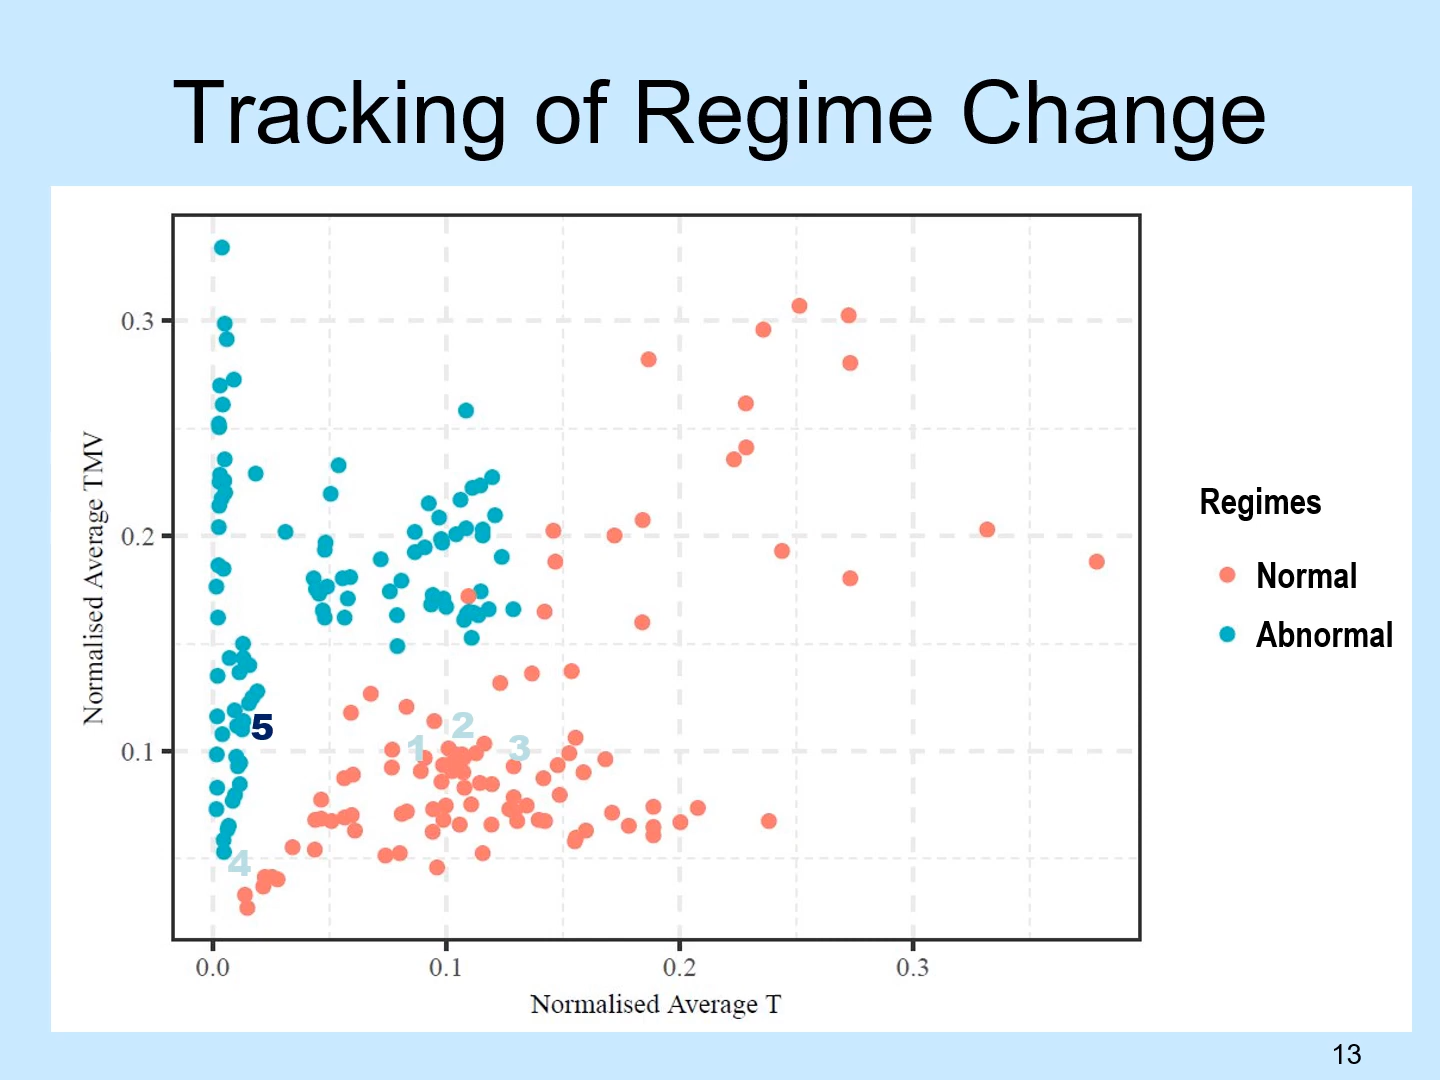 Tracking of Regime Change
0.3
0.2
0.1
Normalised Average TMV
5
2
1
3
4
0.0
0.1
0.2
0.3
Normalised Average T
Regimes
Normal
Abnormal
13